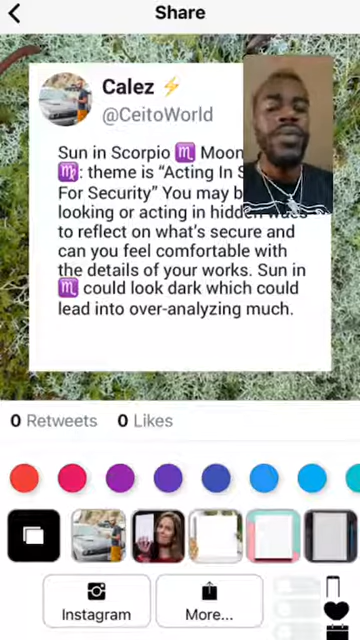 Share
Calez ⚡
@CeitoWorld
Sun in Scorpio ♏ Moon
♍: theme is “Acting In S
For Security” You may b
looking or acting in hidden
to reflect on what’s secure and
can you feel comfortable with
the details of your works. Sun in
♏ could look dark which could
lead into over-analyzing much.
0 Retweets 0 Likes
Instagram
More...